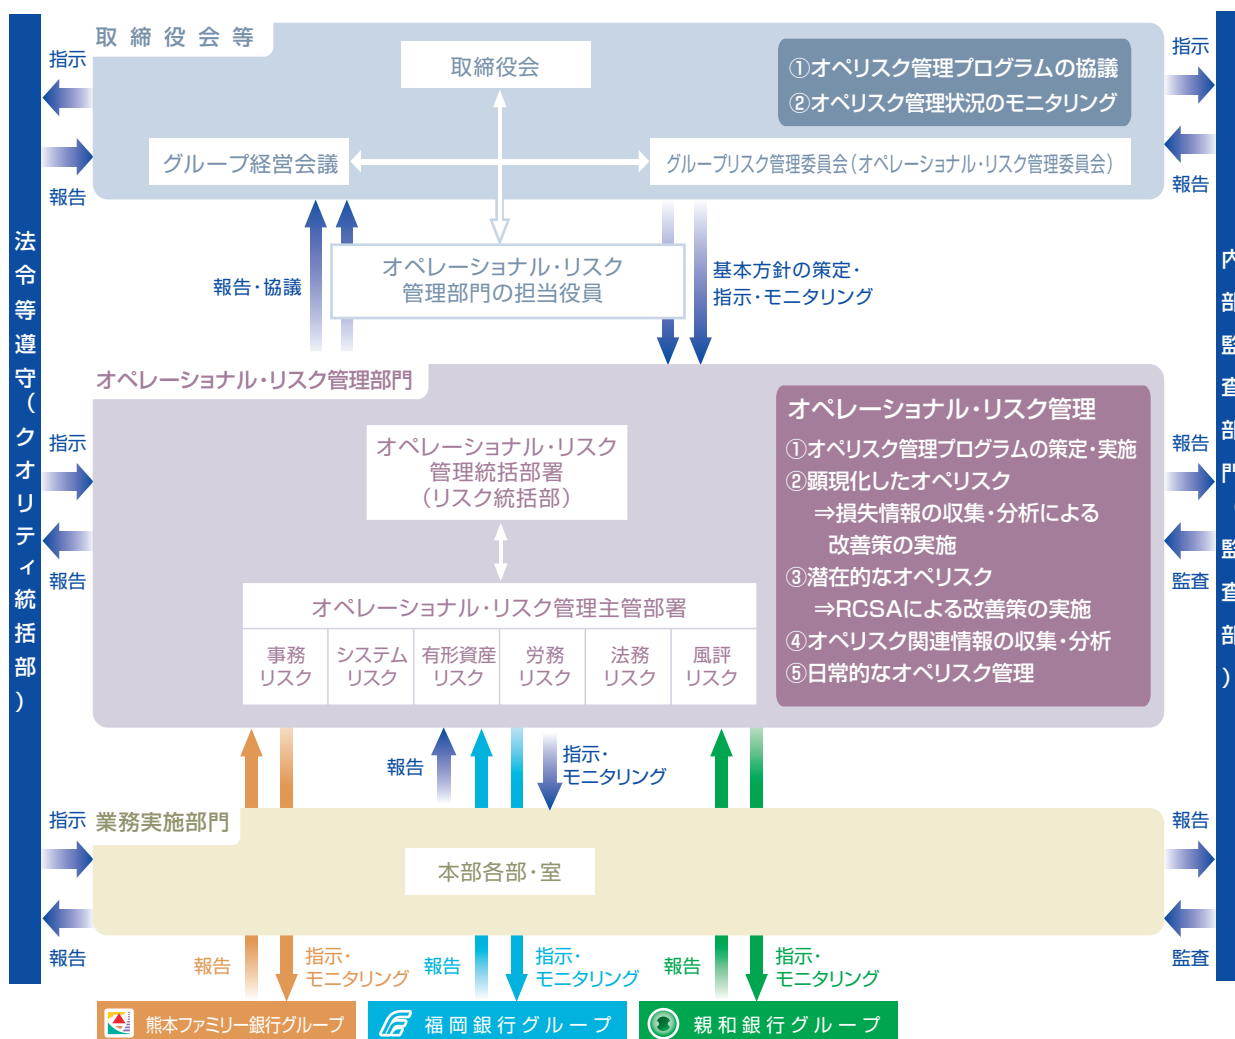 取締役会等
指示
報告
取締役会
①オペリスク管理プログラムの協議
②オペリスク管理状況のモニタリング
グループ経営会議
グループリスク管理委員会(オペレーショナル・リスク管理委員会)
指示
報告
法令等遵守(クオリティ統括部)
内部監査部門(監査部)
報告・協議
オペレーショナル・リスク
管理部門の担当役員
基本方針の策定・
指示・モニタリング
オペレーショナル・リスク管理部門
指示
報告
オペレーショナル・リスク
管理統括部署
(リスク統括部)
オペレーショナル・リスク管理
①オペリスク管理プログラムの策定・実施
②顕現化したオペリスク
⇒損失情報の収集・分析による
改善策の実施
③潜在的なオペリスク
⇒RCSAによる改善策の実施
④オペリスク関連情報の収集・分析
⑤日常的なオペリスク管理
報告
監査
オペレーショナル・リスク管理主管部署
事務
リスク
システム
リスク
有形資産
リスク
労務
リスク
法務
リスク
風評
リスク
報告
指示・
モニタリング
業務実施部門
指示
報告
本部各部・室
報告
監査
報告
指示・
モニタリング
報告
指示・
モニタリング
報告
指示・
モニタリング
熊本ファミリー銀行グループ
福岡銀行グループ
親和銀行グループ